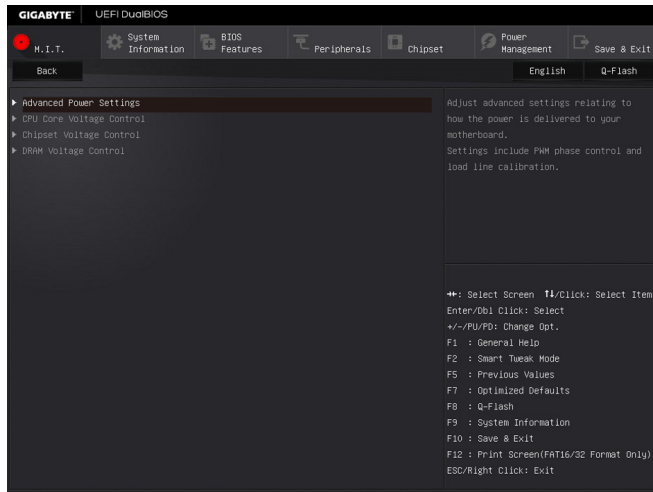 GIGABYTE™ UEFI DualBIOS
M.I.T.
System Information
BIOS Features
Peripherals
Chipset
Power Management
Save & Exit
Back
English
Q-Flash
Advanced Power Settings
CPU Core Voltage Control
Chipset Voltage Control
DRAM Voltage Control
Adjust advanced settings relating to
how the power is delivered to your
motherboard.
Settings include PWM phase control and
load line calibration.
→←: Select Screen ↑↓/Click: Select Item
Enter/Dbl Click: Select
+/-/PU/PD: Change Opt.
F1 : General Help
F2 : Smart Tweak Mode
F5 : Previous Values
F7 : Optimized Defaults
F8 : Q-Flash
F9 : System Information
F10 : Save & Exit
F12 : Print Screen(FAT16/32 Format Only)
ESC/Right Click: Exit